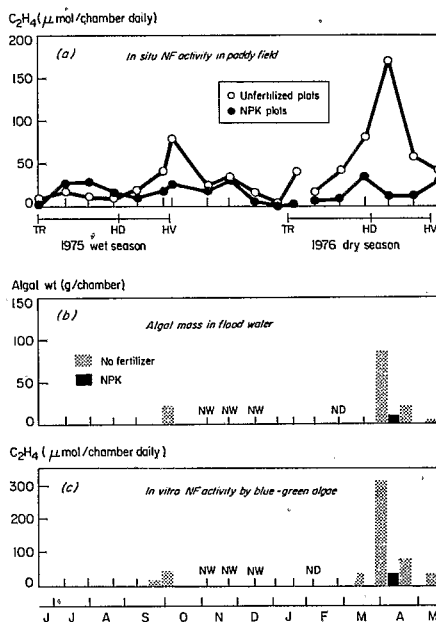 C₂H₄ (μmol/chamber daily)
200
(a) In situ NF activity in paddy field
150
Unfertilized plots
NPK plots
100
50
0
TR HD HV TR HD HV
1975 wet season 1976 dry season
Algal wt (g/chamber)
150
(b) Algal mass in flood water
100
No fertilizer
NPK
50
NW NW NW ND
0
C₂H₄ (μmol/chamber daily)
(c) In vitro NF activity by blue-green algae
300
200
100
NW NW NW ND
0
J J A S O N D J F M A M